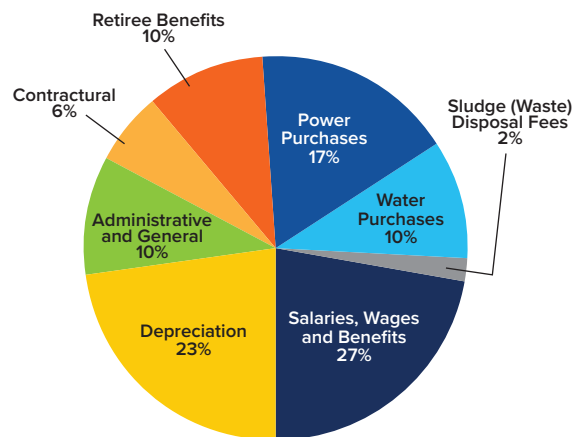 Retiree Benefits
10%
Contractural
6%
Power
Purchases
17%
Sludge (Waste)
Disposal Fees
2%
Water
Purchases
10%
Administrative
and General
10%
Depreciation
23%
Salaries, Wages
and Benefits
27%